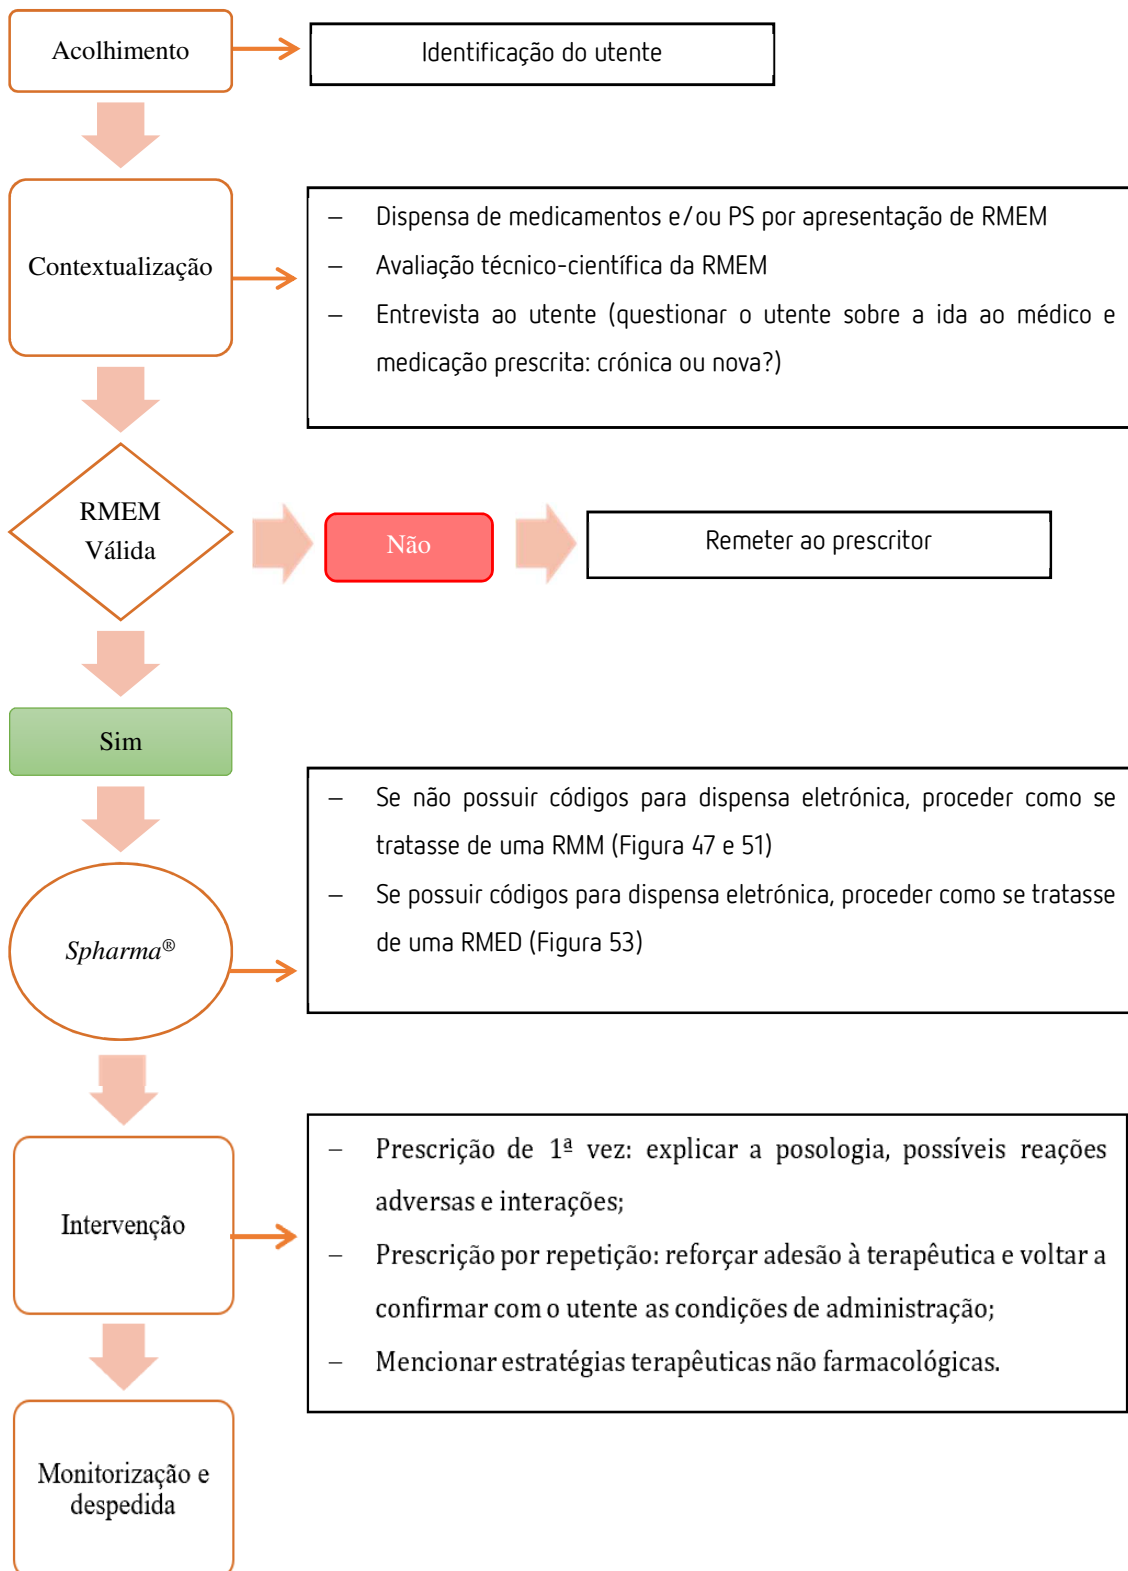 Acolhimento
Identificação do utente
Contextualização
– Dispensa de medicamentos e/ou PS por apresentação de RMEM
– Avaliação técnico-científica da RMEM
– Entrevista ao utente (questionar o utente sobre a ida ao médico e
medicação prescrita: crónica ou nova?)
RMEM
Válida
Não
Remeter ao prescritor
Sim
Spharma®
– Se não possuir códigos para dispensa eletrónica, proceder como se
tratasse de uma RMM (Figura 47 e 51)
– Se possuir códigos para dispensa eletrónica, proceder como se tratasse
de uma RMED (Figura 53)
Intervenção
– Prescrição de 1ª vez: explicar a posologia, possíveis reações
adversas e interações;
– Prescrição por repetição: reforçar adesão à terapêutica e voltar a
confirmar com o utente as condições de administração;
– Mencionar estratégias terapêuticas não farmacológicas.
Monitorização e
despedida